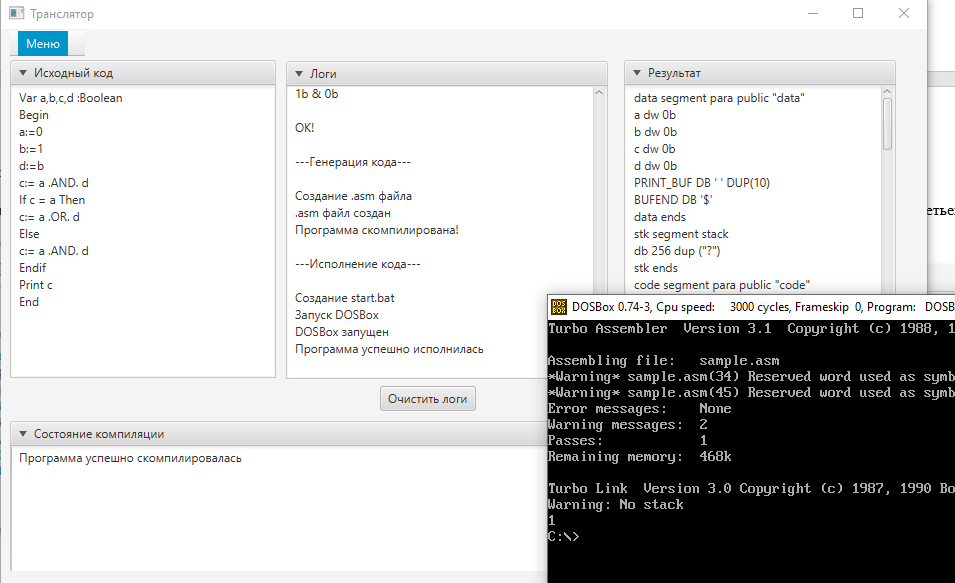 Транслятор
Меню
Исходный код
Var a,b,c,d :Boolean
Begin
a:=0
b:=1
d:=b
c:= a .AND. d
If c = a Then
c:= a .OR. d
Else
c:= a .AND. d
Endif
Print c
End
Логи
1b & 0b
OK!
---Генерация кода---
Создание .asm файла
.asm файл создан
Программа скомпилирована!
---Исполнение кода---
Создание start.bat
Запуск DOSBox
DOSBox запущен
Программа успешно исполнилась
Результат
data segment para public "data"
a dw 0b
b dw 0b
c dw 0b
d dw 0b
PRINT_BUF DB ' ' DUP(10)
BUFEND DB '$'
data ends
stk segment stack
db 256 dup ("?")
stk ends
code segment para public "code"
Очистить логи
Состояние компиляции
Программа успешно скомпилировалась
DOSBox 0.74-3, Cpu speed: 3000 cycles, Frameskip 0, Program: DOSB
Turbo Assembler Version 3.1 Copyright (c) 1988, 1
Assembling file: sample.asm
*Warning* sample.asm(34) Reserved word used as symb
*Warning* sample.asm(45) Reserved word used as symb
Error messages: None
Warning messages: 2
Passes: 1
Remaining memory: 468k
Turbo Link Version 3.0 Copyright (c) 1987, 1990 Bo
Warning: No stack
1
C:\>